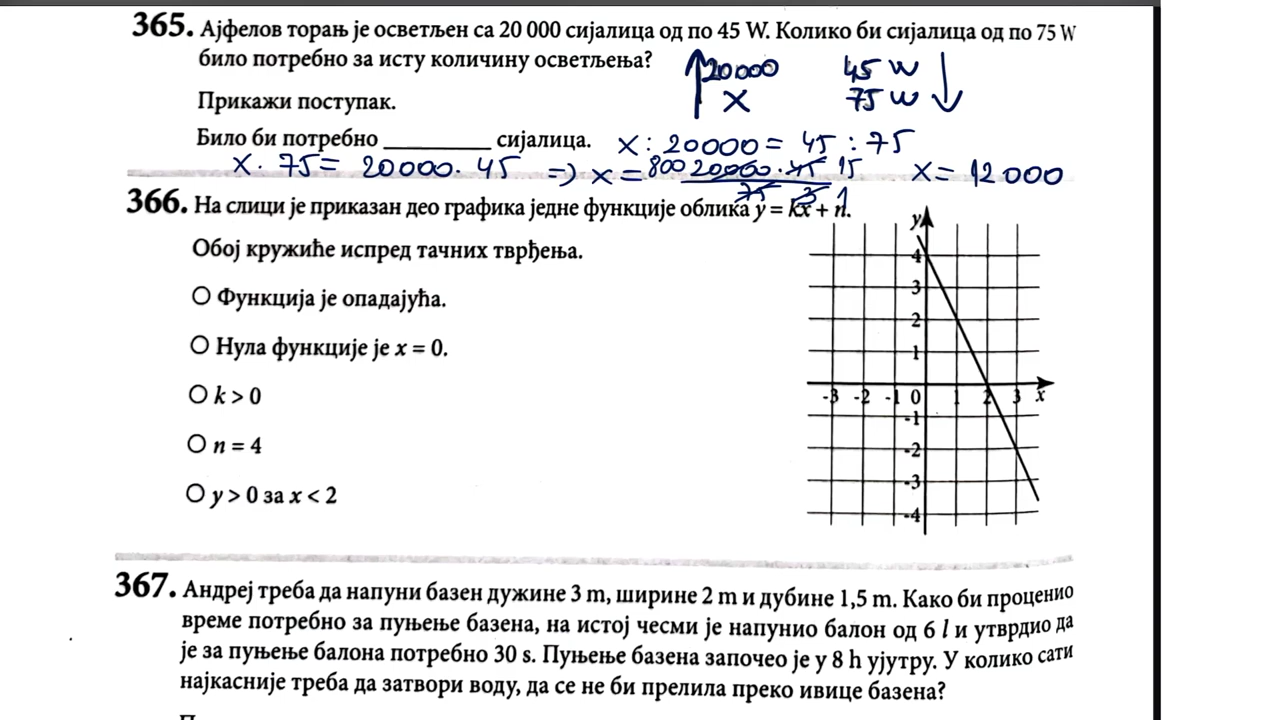 365. Ајфелов торањ је осветљен са 20 000 сијалица од по 45 W. Колико би сијалица од по 75 W
било потребно за исту количину осветљења?
20000 45 W
x 75 W
Прикажи поступак.
Било би потребно __________ сијалица.
x : 20000 = 45 : 75
x · 75 = 20000 · 45 => x = 800 20000 · 45 15 x = 12000
75 3 1
366. На слици је приказан део графика једне функције облика y = kx + n.
Обој кружиће испред тачних тврђења.
О Функција је опадајућа.
О Нула функције је x = 0.
О k > 0
О n = 4
О y > 0 за x < 2
y
4
3
2
1
-3 -2 -1 0 1 2 3 x
-1
-2
-3
-4
367. Андреј треба да напуни базен дужине 3 m, ширине 2 m и дубине 1,5 m. Како би проценио
време потребно за пуњење базена, на истој чесми је напунио балон од 6 l и утврдио да
је за пуњење балона потребно 30 s. Пуњење базена започео је у 8 h ујутру. У колико сати
најкасније треба да затвори воду, да се не би прелила преко ивице базена?